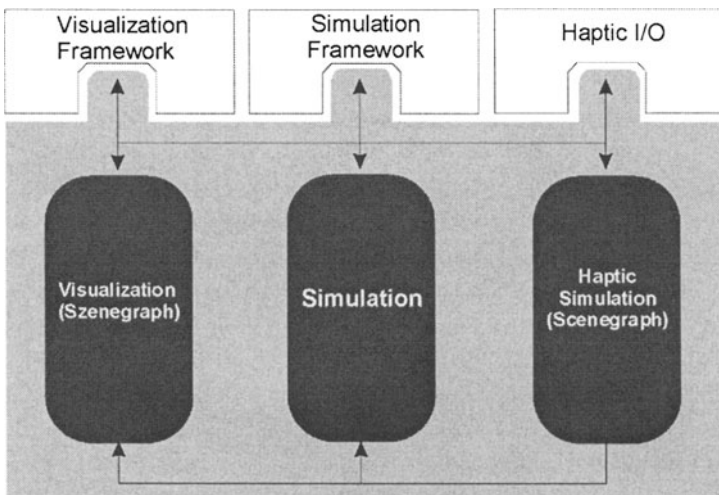 Visualization
Framework
Simulation
Framework
Haptic I/O
Visualization
(Szenegraph)
Simulation
Haptic
Simulation
(Scenegraph)